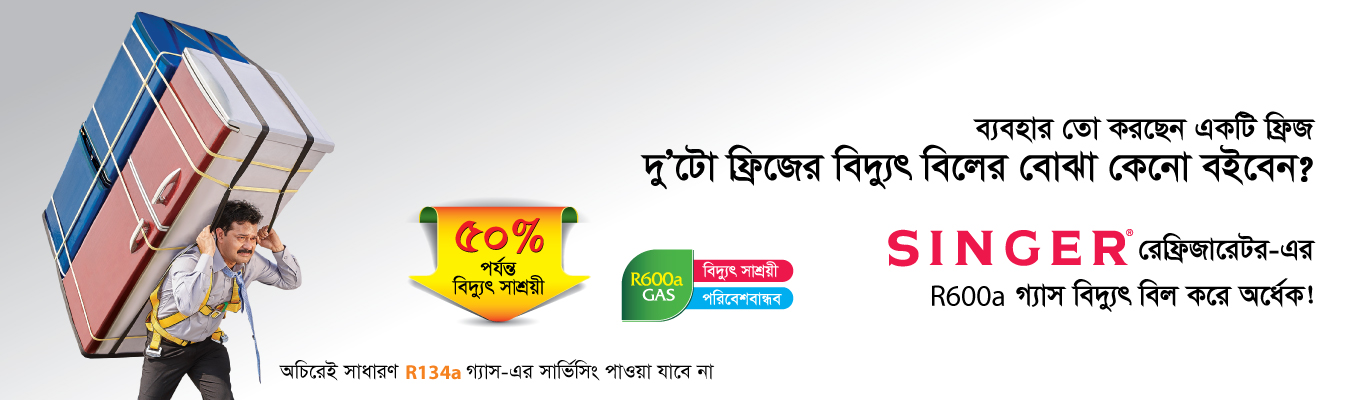 ব্যবহার তো করছেন একটি ফ্রিজ
দু'টো ফ্রিজের বিদ্যুৎ বিলের বোঝা কেনো বইবেন?
SINGER® রেফ্রিজারেটর-এর
R600a গ্যাস বিদ্যুৎ বিল করে অর্ধেক!
৫০%
পর্যন্ত
বিদ্যুৎ সাশ্রয়ী
R600a
GAS
বিদ্যুৎ সাশ্রয়ী
পরিবেশবান্ধব
অচিরেই সাধারণ R134a গ্যাস-এর সার্ভিসিং পাওয়া যাবে না